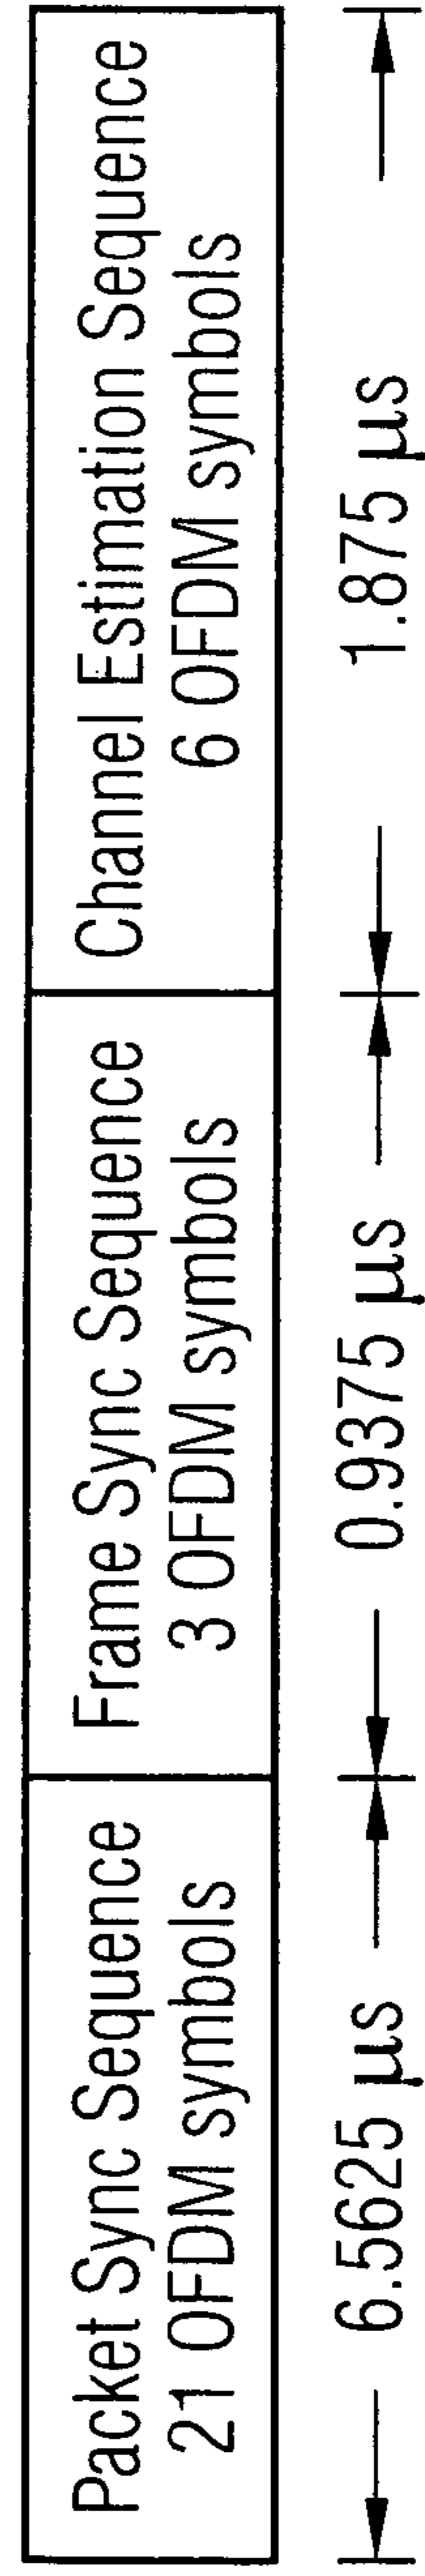 Packet Sync Sequence
21 OFDM symbols
Frame Sync Sequence
3 OFDM symbols
Channel Estimation Sequence
6 OFDM symbols
6.5625 μs
0.9375 μs
1.875 μs